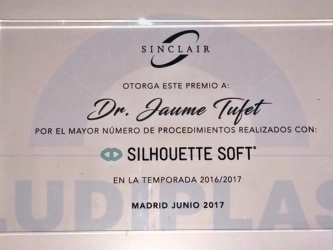 SINCLAIR
OTORGA ESTE PREMIO A:
Dr. Jaume Tufet
POR EL MAYOR NÚMERO DE PROCEDIMIENTOS REALIZADOS CON:
SILHOUETTE SOFT®
EN LA TEMPORADA 2016/2017
LUDIPLAS
MADRID JUNIO 2017